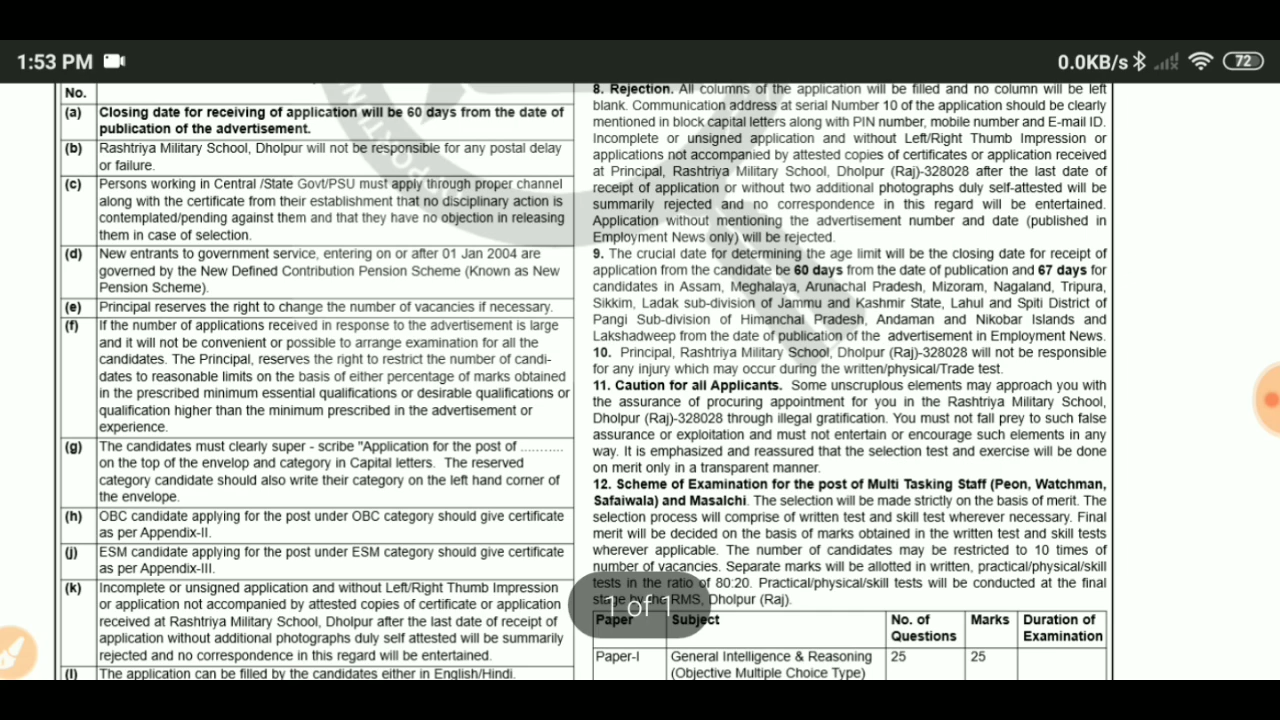 1:53 PM
0.0KB/s
72
No.
(a) Closing date for receiving of application will be 60 days from the date of
publication of the advertisement.
(b) Rashtriya Military School, Dholpur will not be responsible for any postal delay
or failure.
(c) Persons working in Central /State Govt/PSU must apply through proper channel
along with the certificate from their establishment that no disciplinary action is
contemplated/pending against them and that they have no objection in releasing
them in case of selection.
(d) New entrants to government service, entering on or after 01 Jan 2004 are
governed by the New Defined Contribution Pension Scheme (Known as New
Pension Scheme).
(e) Principal reserves the right to change the number of vacancies if necessary.
(f) If the number of applications received in response to the advertisement is large
and it will not be convenient or possible to arrange examination for all the
candidates. The Principal, reserves the right to restrict the number of candi-
dates to reasonable limits on the basis of either percentage of marks obtained
in the prescribed minimum essential qualifications or desirable qualifications or
qualification higher than the minimum prescribed in the advertisement or
experience.
(g) The candidates must clearly super - scribe "Application for the post of ...........
on the top of the envelop and category in Capital letters. The reserved
category candidate should also write their category on the left hand corner of
the envelope.
(h) OBC candidate applying for the post under OBC category should give certificate
as per Appendix-II.
(j) ESM candidate applying for the post under ESM category should give certificate
as per Appendix-III.
(k) Incomplete or unsigned application and without Left/Right Thumb Impression
or application not accompanied by attested copies of certificate or application
received at Rashtriya Military School, Dholpur after the last date of receipt of
application without additional photographs duly self attested will be summarily
rejected and no correspondence in this regard will be entertained.
(l) The application can be filled by the candidates either in English/Hindi.
8. Rejection. All columns of the application will be filled and no column will be left
blank. Communication address at serial Number 10 of the application should be clearly
mentioned in block capital letters along with PIN number, mobile number and E-mail ID.
Incomplete or unsigned application and without Left/Right Thumb Impression or
applications not accompanied by attested copies of certificates or application received
at Principal, Rashtriya Military School, Dholpur (Raj)-328028 after the last date of
receipt of application or without two additional photographs duly self-attested will be
summarily rejected and no correspondence in this regard will be entertained.
Application without mentioning the advertisement number and date (published in
Employment News only) will be rejected.
9. The crucial date for determining the age limit will be the closing date for receipt of
application from the candidate be 60 days from the date of publication and 67 days for
candidates in Assam, Meghalaya, Arunachal Pradesh, Mizoram, Nagaland, Tripura,
Sikkim, Ladak sub-division of Jammu and Kashmir State, Lahul and Spiti District of
Pangi Sub-division of Himanchal Pradesh, Andaman and Nikobar Islands and
Lakshadweep from the date of publication of the advertisement in Employment News.
10. Principal, Rashtriya Military School, Dholpur (Raj)-328028 will not be responsible
for any injury which may occur during the written/physical/Trade test.
11. Caution for all Applicants. Some unscruplous elements may approach you with
the assurance of procuring appointment for you in the Rashtriya Military School,
Dholpur (Raj)-328028 through illegal gratification. You must not fall prey to such false
assurance or exploitation and must not entertain or encourage such elements in any
way. It is emphasized and reassured that the selection test and exercise will be done
on merit only in a transparent manner.
12. Scheme of Examination for the post of Multi Tasking Staff (Peon, Watchman,
Safaiwala) and Masalchi. The selection will be made strictly on the basis of merit. The
selection process will comprise of written test and skill test wherever necessary. Final
merit will be decided on the basis of marks obtained in the written test and skill tests
wherever applicable. The number of candidates may be restricted to 10 times of
number of vacancies. Separate marks will be allotted in written, practical/physical/skill
tests in the ratio of 80:20. Practical/physical/skill tests will be conducted at the final
stage by the RMS, Dholpur (Raj).
1 of 1
Paper Subject No. of Marks Duration of
Questions Examination
Paper-I General Intelligence & Reasoning 25 25
(Objective Multiple Choice Type)